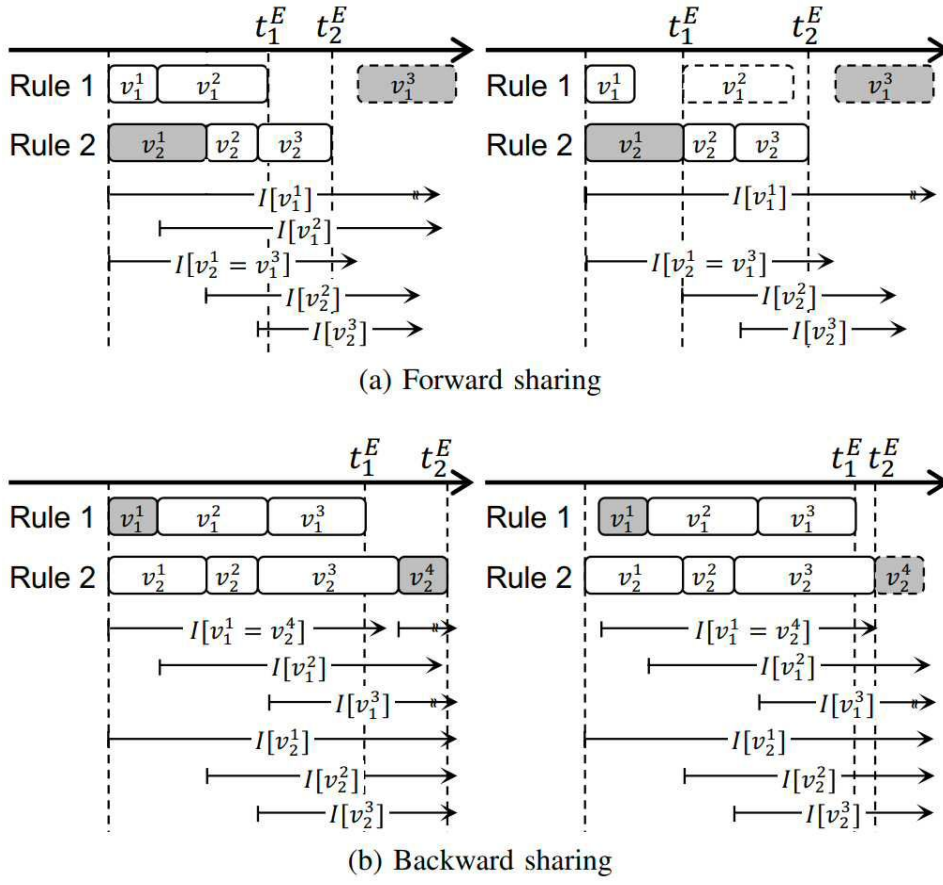 t_1^E t_2^E t_1^E t_2^E
Rule 1 v_1^1 v_1^2 v_1^3 Rule 1 v_1^1 v_1^2 v_1^3
Rule 2 v_2^1 v_2^2 v_2^3 Rule 2 v_2^1 v_2^2 v_2^3
I[v_1^1] I[v_1^1]
I[v_1^2]
I[v_2^1 = v_1^3] I[v_2^1 = v_1^3]
I[v_2^2] I[v_2^2]
I[v_2^3] I[v_2^3]
(a) Forward sharing
t_1^E t_2^E t_1^E t_2^E
Rule 1 v_1^1 v_1^2 v_1^3 Rule 1 v_1^1 v_1^2 v_1^3
Rule 2 v_2^1 v_2^2 v_2^3 v_2^4 Rule 2 v_2^1 v_2^2 v_2^3 v_2^4
I[v_1^1 = v_2^4] I[v_1^1 = v_2^4]
I[v_1^2] I[v_1^2]
I[v_1^3] I[v_1^3]
I[v_2^1] I[v_2^1]
I[v_2^2] I[v_2^2]
I[v_2^3] I[v_2^3]
(b) Backward sharing